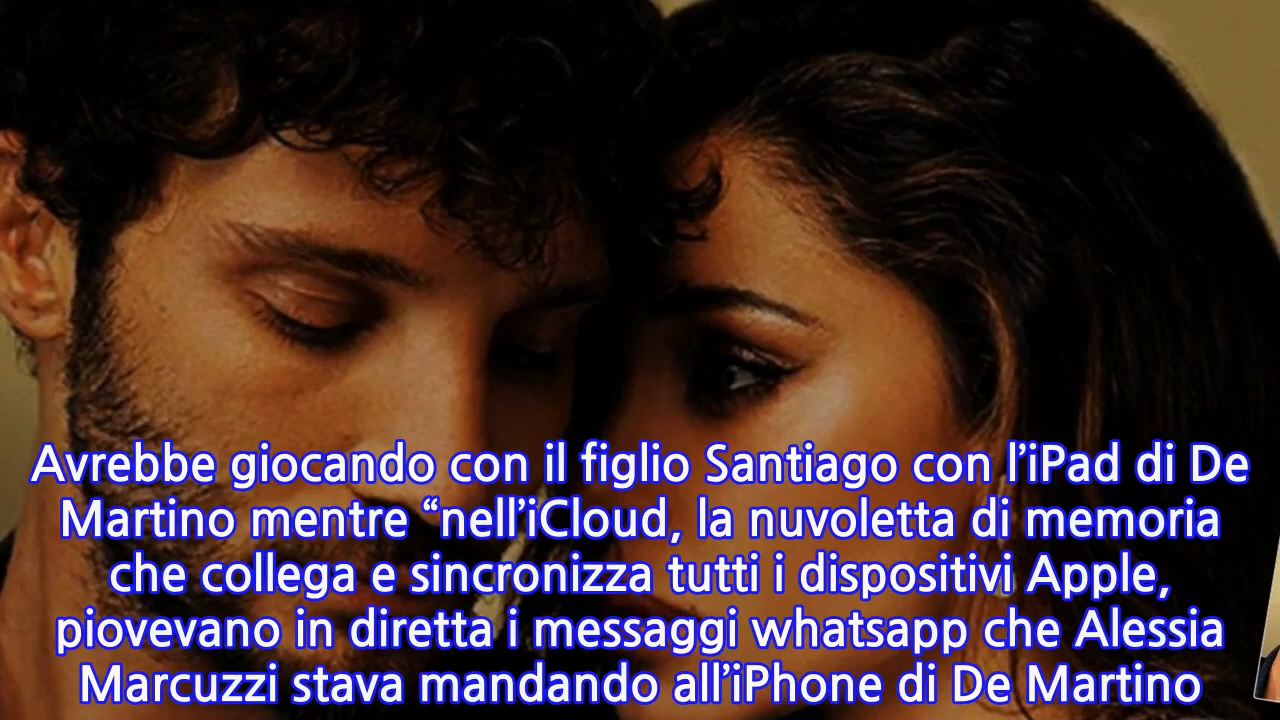 Avrebbe giocando con il figlio Santiago con l’iPad di De
Martino mentre “nell’iCloud, la nuvoletta di memoria
che collega e sincronizza tutti i dispositivi Apple,
piovevano in diretta i messaggi whatsapp che Alessia
Marcuzzi stava mandando all’iPhone di De Martino